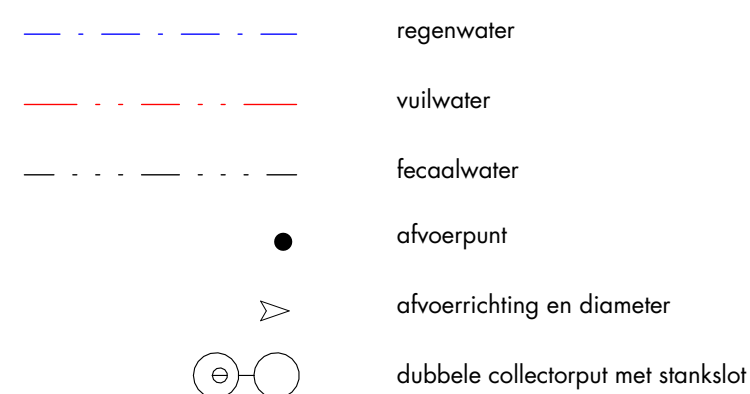 regenwater
vuilwater
fecaalwater
afvoerpunt
afvoerrichting en diameter
dubbele collectorput met stankslot